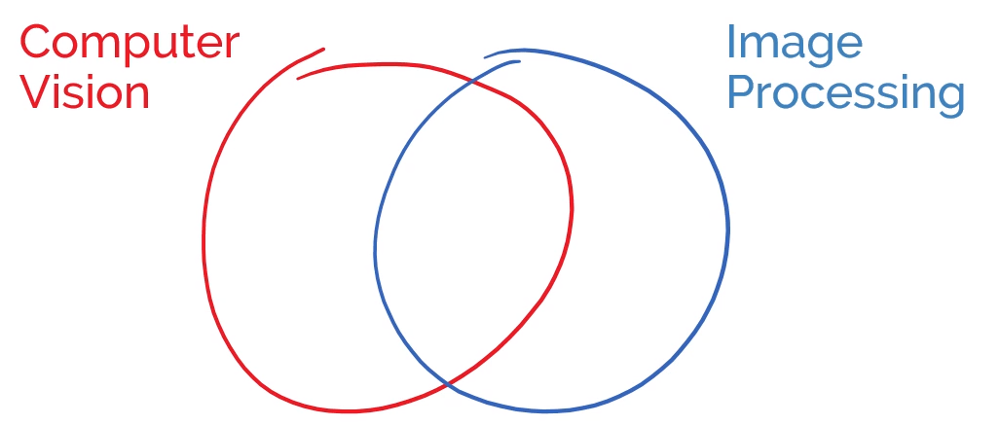 Computer
Vision
Image
Processing